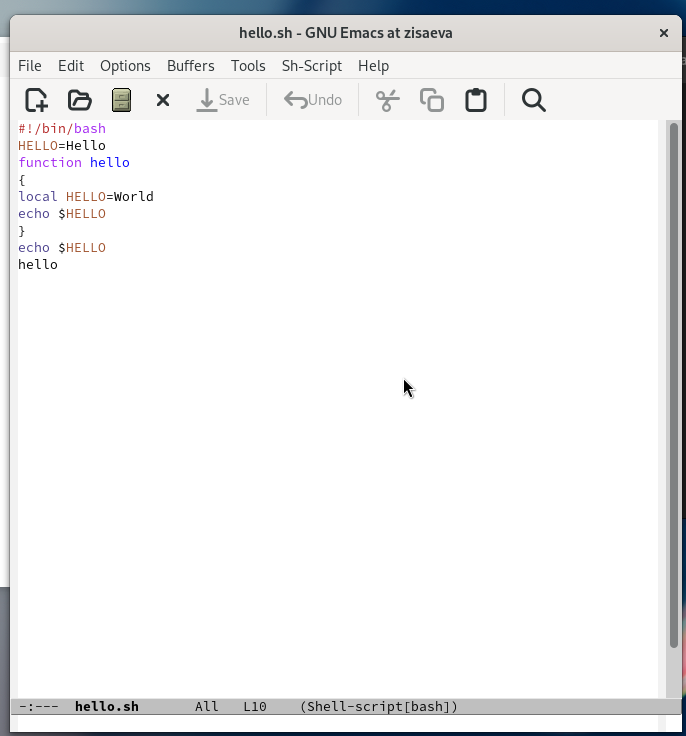 hello.sh - GNU Emacs at zisaeva
File Edit Options Buffers Tools Sh-Script Help
Save Undo
#!/bin/bash
HELLO=Hello
function hello
{
local HELLO=World
echo $HELLO
}
echo $HELLO
hello
-:--- hello.sh All L10 (Shell-script[bash])